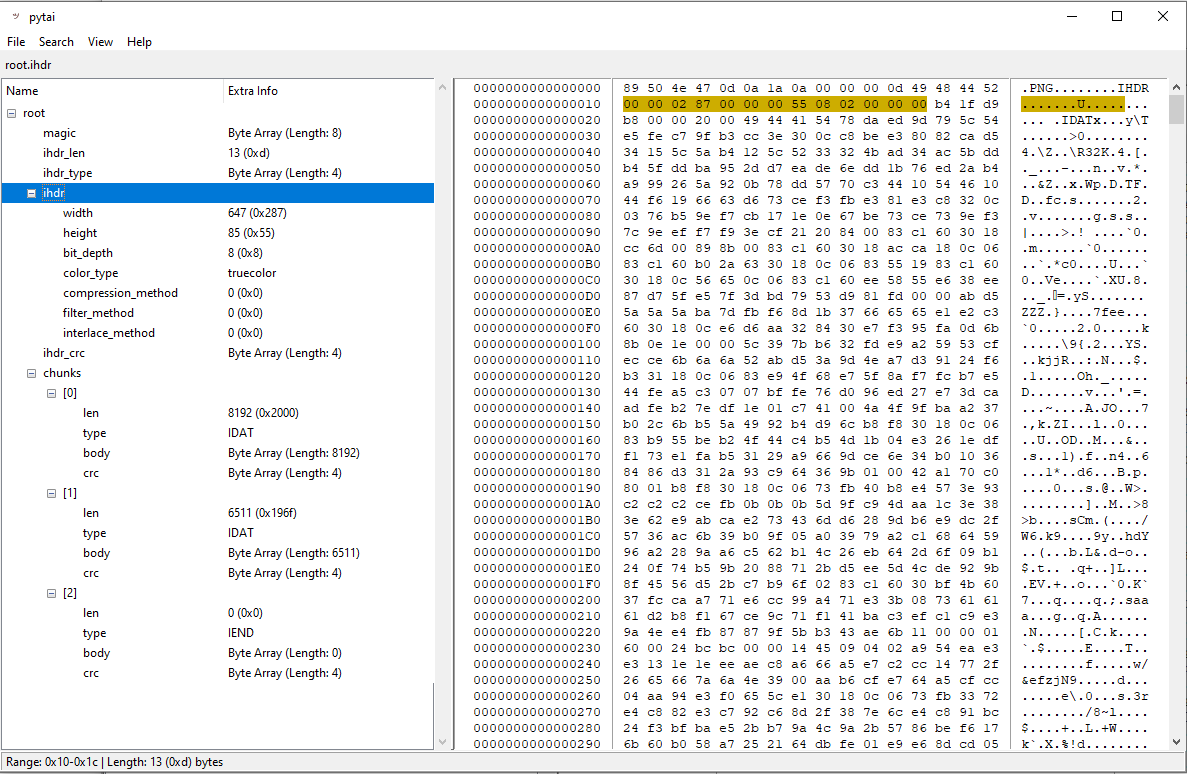 pytai
File Search View Help
root.ihdr
Name Extra Info
root
magic Byte Array (Length: 8)
ihdr_len 13 (0xd)
ihdr_type Byte Array (Length: 4)
ihdr
width 647 (0x287)
height 85 (0x55)
bit_depth 8 (0x8)
color_type truecolor
compression_method 0 (0x0)
filter_method 0 (0x0)
interlace_method 0 (0x0)
ihdr_crc Byte Array (Length: 4)
chunks
[0]
len 8192 (0x2000)
type IDAT
body Byte Array (Length: 8192)
crc Byte Array (Length: 4)
[1]
len 6511 (0x196f)
type IDAT
body Byte Array (Length: 6511)
crc Byte Array (Length: 4)
[2]
len 0 (0x0)
type IEND
body Byte Array (Length: 0)
crc Byte Array (Length: 4)
0000000000000000 89 50 4e 47 0d 0a 1a 0a 00 00 00 0d 49 48 44 52 .PNG........IHDR
0000000000000010 00 00 02 87 00 00 00 55 08 02 00 00 00 b4 1f d9 .......U........
0000000000000020 b8 00 00 20 00 49 44 41 54 78 da ed 9d 79 5c 54 ... .IDATx...y\T
0000000000000030 e5 fe c7 9f b3 cc 3e 30 0c c8 be e3 80 82 ca d5 ......>0........
0000000000000040 34 15 5c 5a b4 12 5c 52 33 32 4b ad 34 ac 5b dd 4.\Z..\R32K.4.[.
0000000000000050 b4 5f dd ba 95 2d d7 ea de 6e dd 1b 76 ed 2a b4 ._...-...n..v.*.
0000000000000060 a9 99 26 5a 92 0b 78 dd 57 70 c3 44 10 54 46 10 ..&Z..x.Wp.D.TF.
0000000000000070 44 f6 19 66 63 d6 73 ce f3 fb e3 81 e3 c8 32 0c D..fc.s.......2.
0000000000000080 03 76 b5 9e f7 cb 17 1e 0e 67 be 73 ce 73 9e f3 .v.......g.s.s..
0000000000000090 7c 9e ef f7 f9 3e cf 21 20 84 00 83 c1 60 30 18 |....>.! ....`0.
00000000000000A0 cc 6d 00 89 8b 00 83 c1 60 30 18 ac ca 18 0c 06 .m......`0......
00000000000000B0 83 c1 60 b0 2a 63 30 18 0c 06 83 55 19 83 c1 60 ..`.*c0....U...`
00000000000000C0 30 18 0c 56 65 0c 06 83 c1 60 ee 58 55 e6 38 ee 0..Ve....`.XU.8.
00000000000000D0 87 d7 5f e5 7f 3d bd 79 53 d9 81 fd 00 00 ab d5 .._..=.yS.......
00000000000000E0 5a 5a 5a ba 7d fb f6 8d 1b 37 66 65 65 e1 e2 c3 ZZZ.}....7fee...
00000000000000F0 60 30 18 0c e6 d6 aa 32 84 30 e7 f3 95 fa 0d 6b `0.....2.0.....k
0000000000000100 8b 0e 1e 00 00 5c 39 7b b6 32 fd e9 a2 59 53 cf .....\9{.2...YS.
0000000000000110 ec ce 6b 6a 6a 52 ab d5 3a 9d 4e a7 d3 91 24 f6 ..kjjR..:.N...$.
0000000000000120 b3 31 18 0c 06 83 e9 4f 68 e7 5f 8a f7 fc b7 e5 .1.....Oh._.....
0000000000000130 44 fe a5 c3 07 07 bf fe 76 d0 96 ed 27 e7 3d ca D.......v...'.=.
0000000000000140 ad fe b2 7e df 1e 01 c7 41 00 4a 4f 9f ba a2 37 ...~....A.JO...7
0000000000000150 b0 2c 6b b5 5a 49 92 b4 d9 6c b8 f8 30 18 0c 06 .,k.ZI...l..0...
0000000000000160 83 b9 55 be b2 4f 44 c4 b5 4d 1b 04 e3 26 1e df ..U..OD..M...&..
0000000000000170 f1 73 e1 fa b5 31 29 a9 66 9d ce 6e 34 b0 10 36 .s...1).f..n4..6
0000000000000180 84 86 d3 31 2a 93 c9 64 36 9b 01 00 42 a1 70 c0 ...1*..d6...B.p.
0000000000000190 80 01 b8 f8 30 18 0c 06 73 fb 40 b8 e4 57 3e 93 ....0...s.@..W>.
00000000000001A0 c2 c2 c2 ce fb 0b 0b 0b 5d 9f c9 4d aa 1c 3e 38 ........]..M..>8
00000000000001B0 3e 62 e9 ab ca e2 73 43 6d d6 28 9d b6 e9 dc 2f >b....sCm.(..../
00000000000001C0 57 36 ac 6b 39 b0 9f 05 a0 39 79 a2 c1 68 64 59 W6.k9....9y..hdY
00000000000001D0 96 a2 28 9a a6 c5 62 b1 4c 26 eb 64 2d 6f 09 b1 ..(...b.L&.d-o..
00000000000001E0 24 0f 74 b5 9b 20 88 71 2b d5 ee 5d 4c de 92 9b $.t.. .q+..]L...
00000000000001F0 8f 45 56 d5 2b c7 b9 6f 02 83 c1 60 30 bf 4b 60 .EV.+..o...`0.K`
0000000000000200 37 fc ca a7 71 e6 cc 99 a4 71 e3 3b 08 73 61 61 7...q....q.;.saa
0000000000000210 61 d2 b8 f1 67 ce 9c 71 f1 41 ba c3 ef c1 c9 e3 a...g..q.A......
0000000000000220 9a 4e e4 fb 87 87 9f 5b b3 43 ae 6b 11 00 00 01 .N.....[.C.k....
0000000000000230 60 00 24 bc bc 00 00 14 45 09 04 02 a9 54 ea e3 `.$.....E....T..
0000000000000240 e3 13 1e 1e ee ae c8 a6 66 a5 e7 c2 cc 14 77 2f ........f.....w/
0000000000000250 26 65 66 7a 6a 4e 39 00 aa b6 cf e7 64 a5 cf cc &efzjN9.....d...
0000000000000260 04 aa 94 e3 f0 65 5c e1 30 18 0c 06 73 fb 33 72 .....e\.0...s.3r
0000000000000270 e4 c8 82 e3 c7 92 c6 8d 2f 38 7e 6c e4 c8 91 bc ......../8~l....
0000000000000280 24 f3 bf ba e5 2b b7 9a 4c 9a 2b 57 86 be f6 17 $....+..L.+W....
0000000000000290 6b 60 b0 58 a7 25 21 64 db fe 01 e9 e6 8d cd 05 k`.X.%!d........
Range: 0x10-0x1c | Length: 13 (0xd) bytes